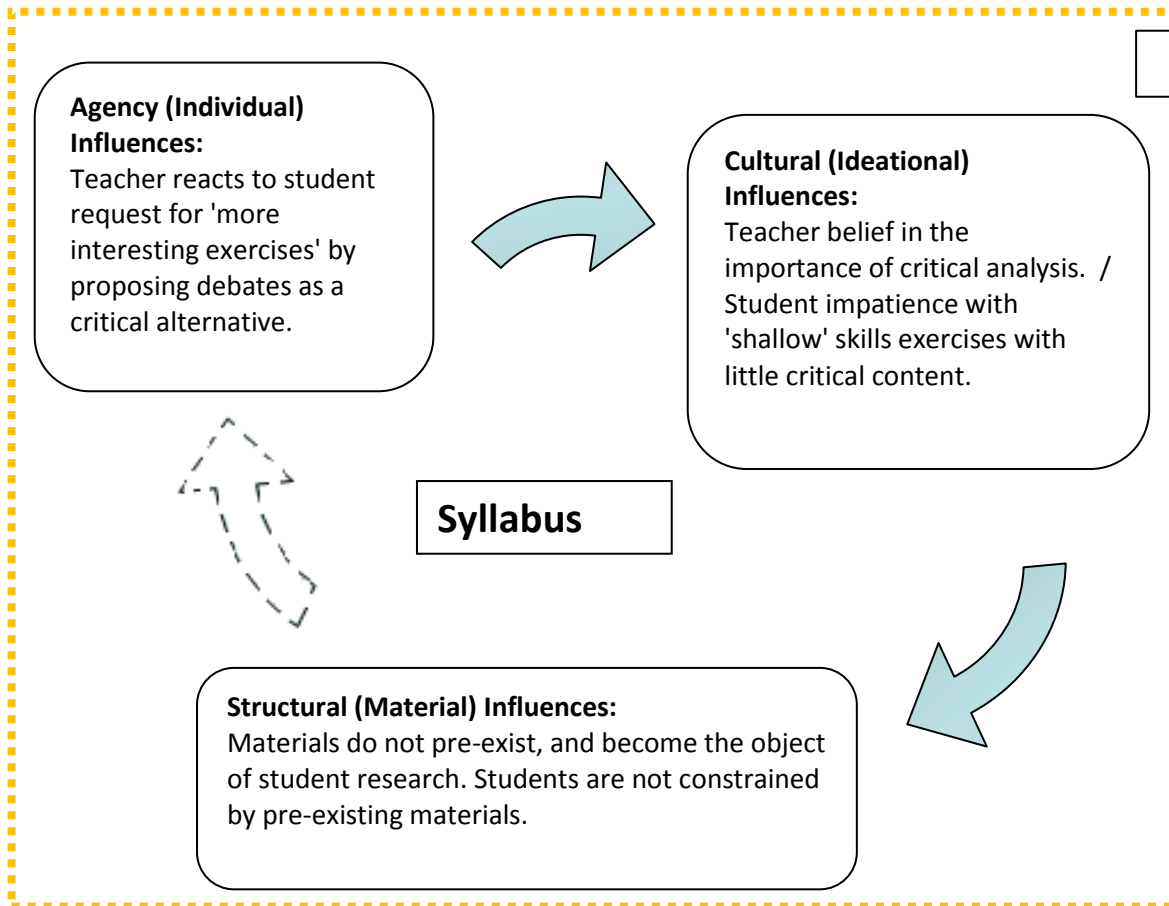 Agency (Individual)
Influences:
Teacher reacts to student
request for 'more
interesting exercises' by
proposing debates as a
critical alternative.
Cultural (Ideational)
Influences:
Teacher belief in the
importance of critical analysis.  /
Student impatience with
'shallow' skills exercises with
little critical content.
Syllabus
Structural (Material) Influences:
Materials do not pre-exist, and become the object
of student research. Students are not constrained
by pre-existing materials.